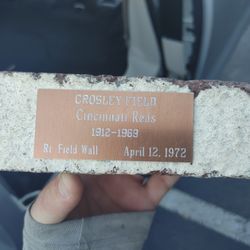 CROSLEY FIELD
Cincinnati Reds
1912-1969
Rt Field Wall April 12, 1972